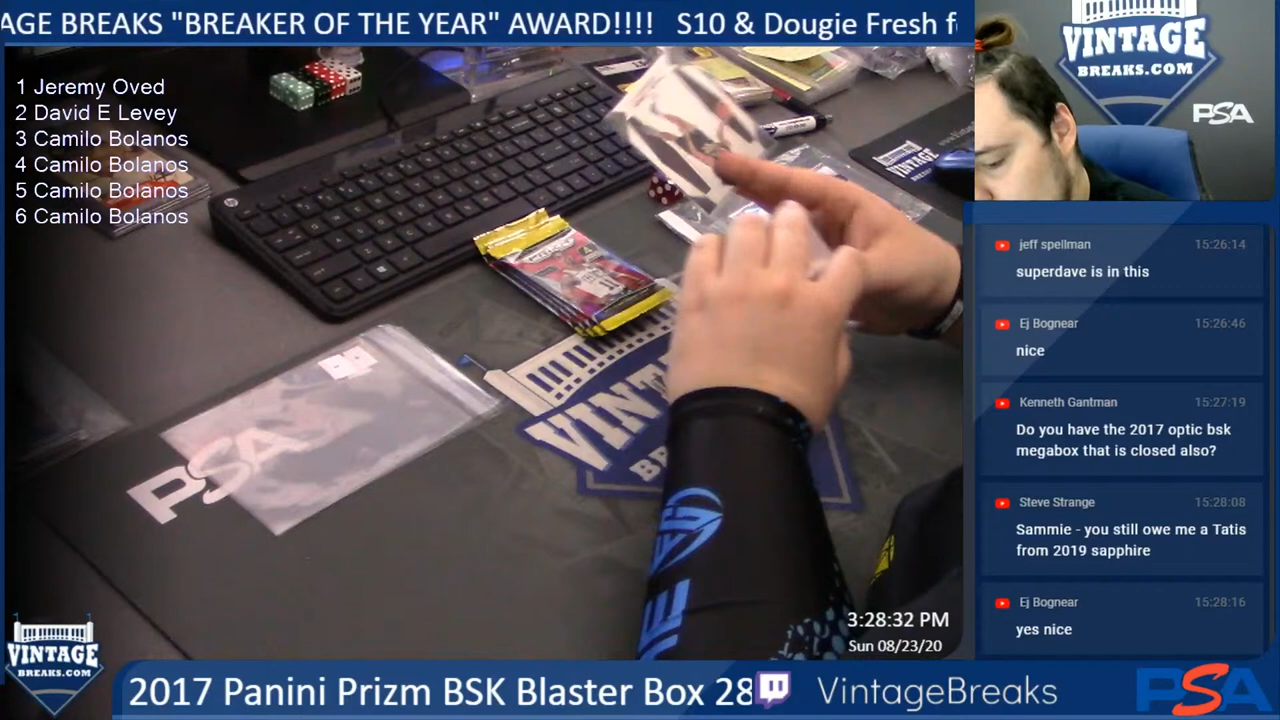 AGE BREAKS "BREAKER OF THE YEAR" AWARD!!!! S10 & Dougie Fresh f
1 Jeremy Oved
2 David E Levey
3 Camilo Bolanos
4 Camilo Bolanos
5 Camilo Bolanos
6 Camilo Bolanos
VINTAGE
BREAKS.COM
PSA
jeff spellman 15:26:14
superdave is in this
Ej Bognear 15:26:46
nice
Kenneth Gantman 15:27:19
Do you have the 2017 optic bsk
megabox that is closed also?
Steve Strange 15:28:08
Sammie - you still owe me a Tatis
from 2019 sapphire
Ej Bognear 15:28:16
yes nice
hp
VINTAGE
BREAKS
PSA
VINT
BR
3:28:32 PM
Sun 08/23/20
VINTAGE
BREAKS.COM
2017 Panini Prizm BSK Blaster Box 28
VintageBreaks
PSA